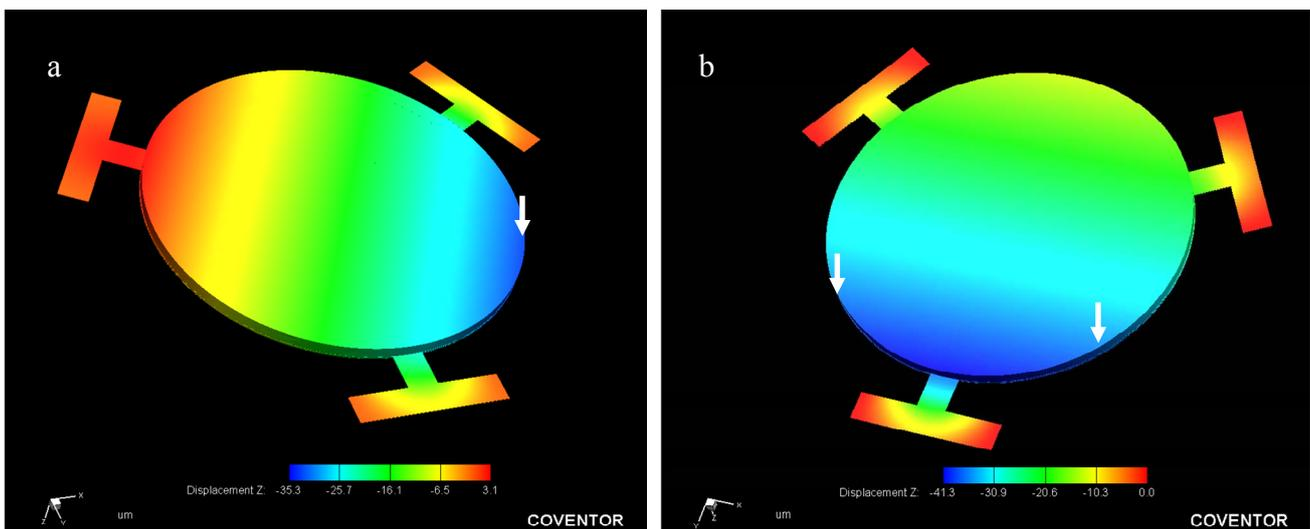 a
Displacement Z: -35.3 -25.7 -16.1 -6.5 3.1
X
Z Y
um
COVENTOR
b
Displacement Z: -41.3 -30.9 -20.6 -10.3 0.0
X
Z
Y
um
COVENTOR